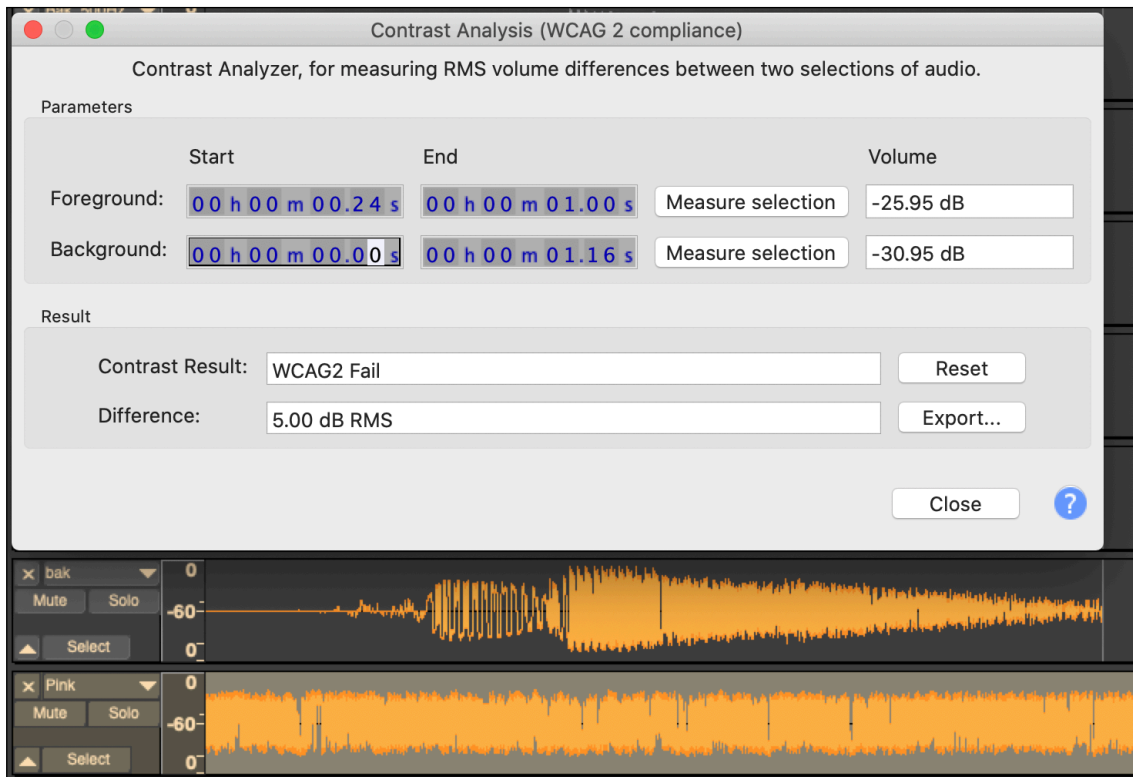 Contrast Analysis (WCAG 2 compliance)
Contrast Analyzer, for measuring RMS volume differences between two selections of audio.
Parameters
Start End Volume
Foreground: 00 h 00 m 00.24 s 00 h 00 m 01.00 s Measure selection -25.95 dB
Background: 00 h 00 m 00.00 s 00 h 00 m 01.16 s Measure selection -30.95 dB
Result
Contrast Result: WCAG2 Fail Reset
Difference: 5.00 dB RMS Export...
Close ?
× bak 0
Mute Solo -60-
Select 0
× Pink 0
Mute Solo -60-
Select 0